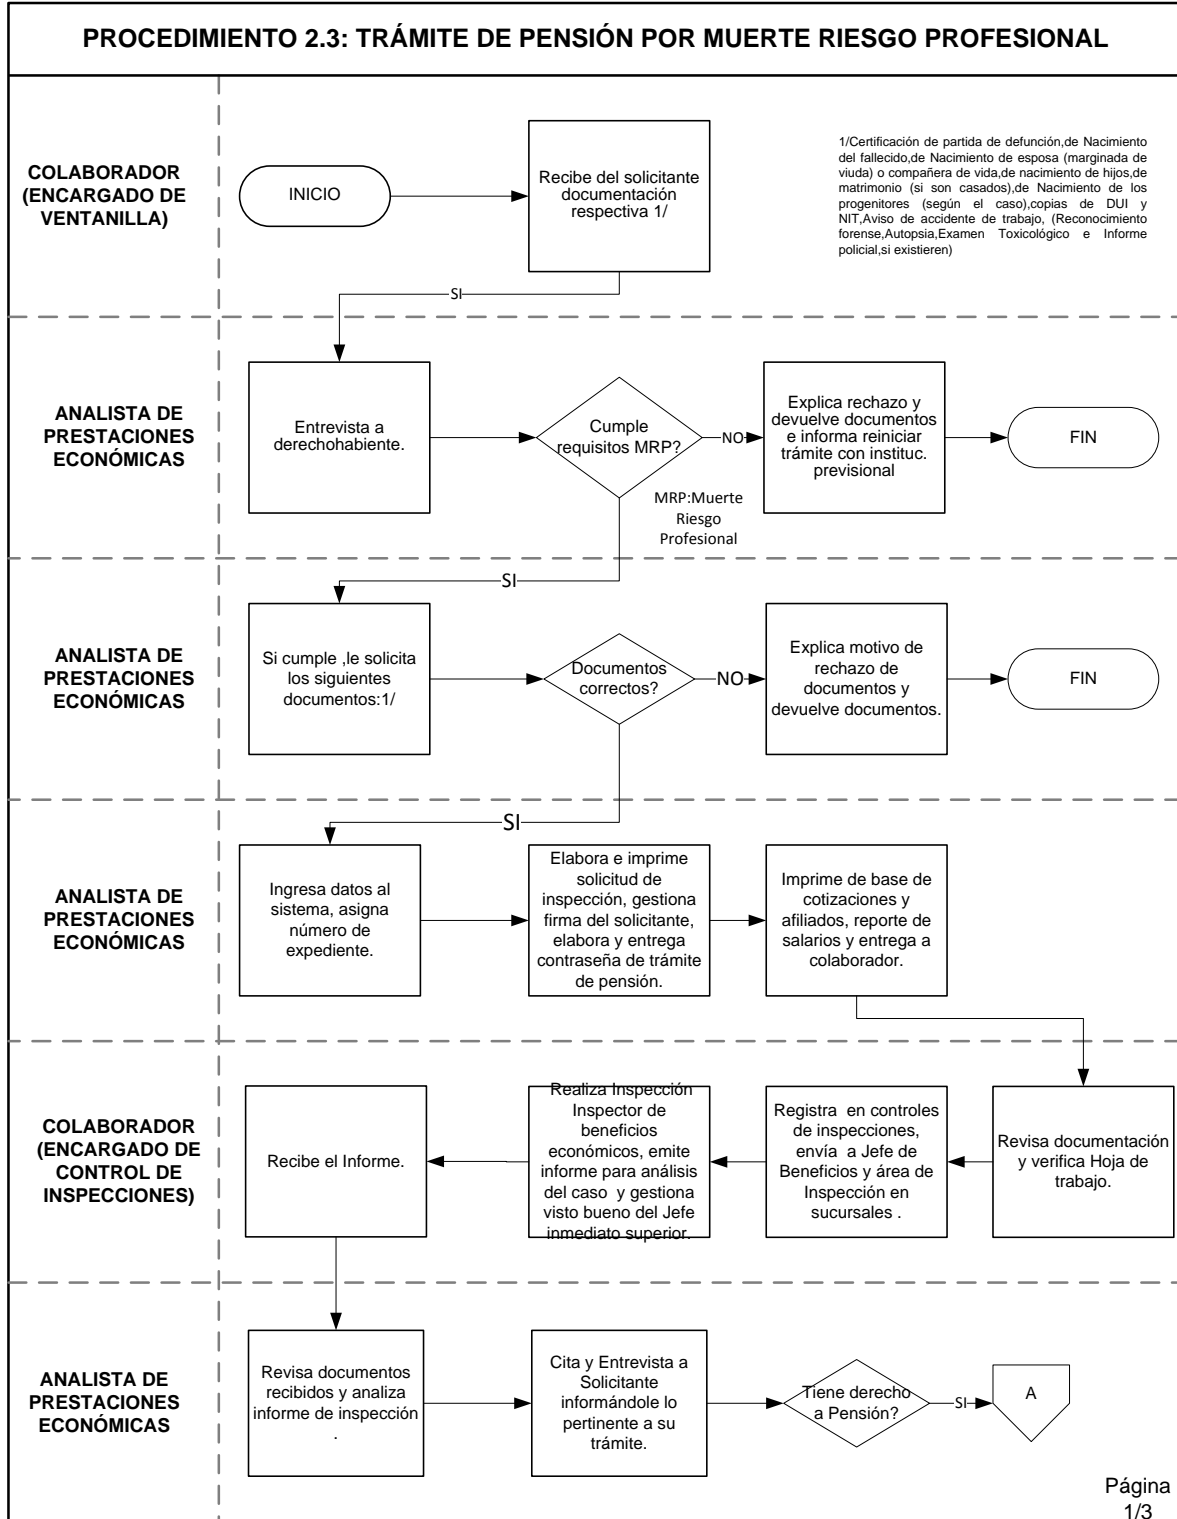 PROCEDIMIENTO 2.3: TRÁMITE DE PENSIÓN POR MUERTE RIESGO PROFESIONAL
COLABORADOR
(ENCARGADO DE
VENTANILLA)
INICIO
Recibe del solicitante
documentación
respectiva 1/
1/Certificación de partida de defunción,de Nacimiento
del fallecido,de Nacimiento de esposa (marginada de
viuda) o compañera de vida,de nacimiento de hijos,de
matrimonio (si son casados),de Nacimiento de los
progenitores (según el caso),copias de DUI y
NIT,Aviso de accidente de trabajo, (Reconocimiento
forense,Autopsia,Examen Toxicológico e Informe
policial,si existieren)
SI
ANALISTA DE
PRESTACIONES
ECONÓMICAS
Entrevista a
derechohabiente.
Cumple
requisitos MRP?
NO
Explica rechazo y
devuelve documentos
e informa reiniciar
trámite con instituc.
previsional
FIN
MRP:Muerte
Riesgo
Profesional
SI
ANALISTA DE
PRESTACIONES
ECONÓMICAS
Si cumple ,le solicita
los siguientes
documentos:1/
Documentos
correctos?
NO
Explica motivo de
rechazo de
documentos y
devuelve documentos.
FIN
SI
ANALISTA DE
PRESTACIONES
ECONÓMICAS
Ingresa datos al
sistema, asigna
número de
expediente.
Elabora e imprime
solicitud de
inspección, gestiona
firma del solicitante,
elabora y entrega
contraseña de trámite
de pensión.
Imprime de base de
cotizaciones y
afiliados, reporte de
salarios y entrega a
colaborador.
COLABORADOR
(ENCARGADO DE
CONTROL DE
INSPECCIONES)
Recibe el Informe.
Realiza Inspección
Inspector de
beneficios
económicos, emite
informe para análisis
del caso y gestiona
visto bueno del Jefe
inmediato superior.
Registra en controles
de inspecciones,
envía a Jefe de
Beneficios y área de
Inspección en
sucursales .
Revisa documentación
y verifica Hoja de
trabajo.
ANALISTA DE
PRESTACIONES
ECONÓMICAS
Revisa documentos
recibidos y analiza
informe de inspección
.
Cita y Entrevista a
Solicitante
informándole lo
pertinente a su
trámite.
Tiene derecho
a Pensión?
SI
A
Página
1/3